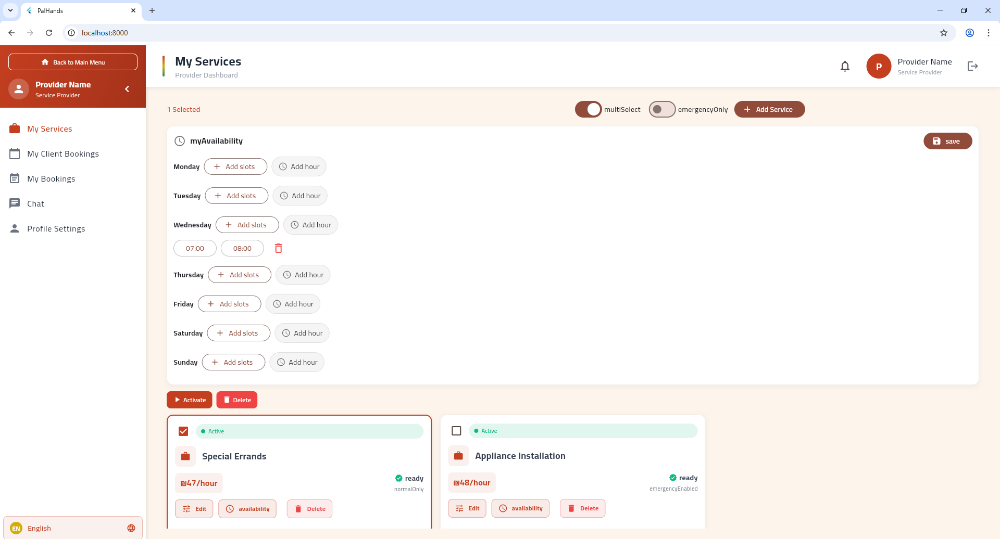 PalHands
localhost:8000
Back to Main Menu
Provider Name
Service Provider
My Services
My Client Bookings
My Bookings
Chat
Profile Settings
EN English
My Services
Provider Dashboard
P
Provider Name
Service Provider
1 Selected
multiSelect
emergencyOnly
Add Service
myAvailability
save
Monday Add slots Add hour
Tuesday Add slots Add hour
Wednesday Add slots Add hour
07:00 08:00
Thursday Add slots Add hour
Friday Add slots Add hour
Saturday Add slots Add hour
Sunday Add slots Add hour
Activate Delete
Active
Special Errands
₪47/hour
ready
normalOnly
Edit availability Delete
Active
Appliance Installation
₪48/hour
ready
emergencyEnabled
Edit availability Delete